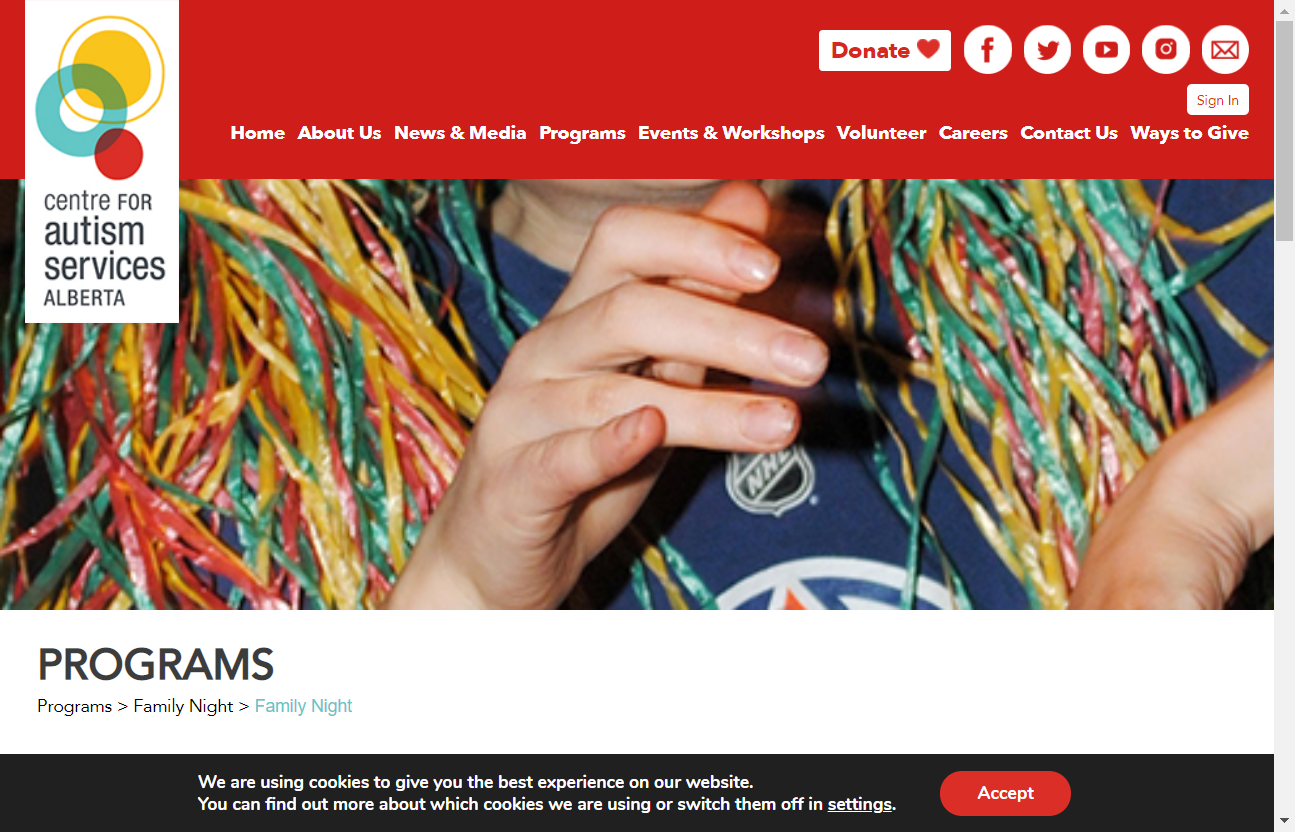 centre FOR
autism
services
ALBERTA
Donate
Sign In
Home About Us News & Media Programs Events & Workshops Volunteer Careers Contact Us Ways to Give
NHL
PROGRAMS
Programs > Family Night > Family Night
We are using cookies to give you the best experience on our website.
You can find out more about which cookies we are using or switch them off in settings.
Accept